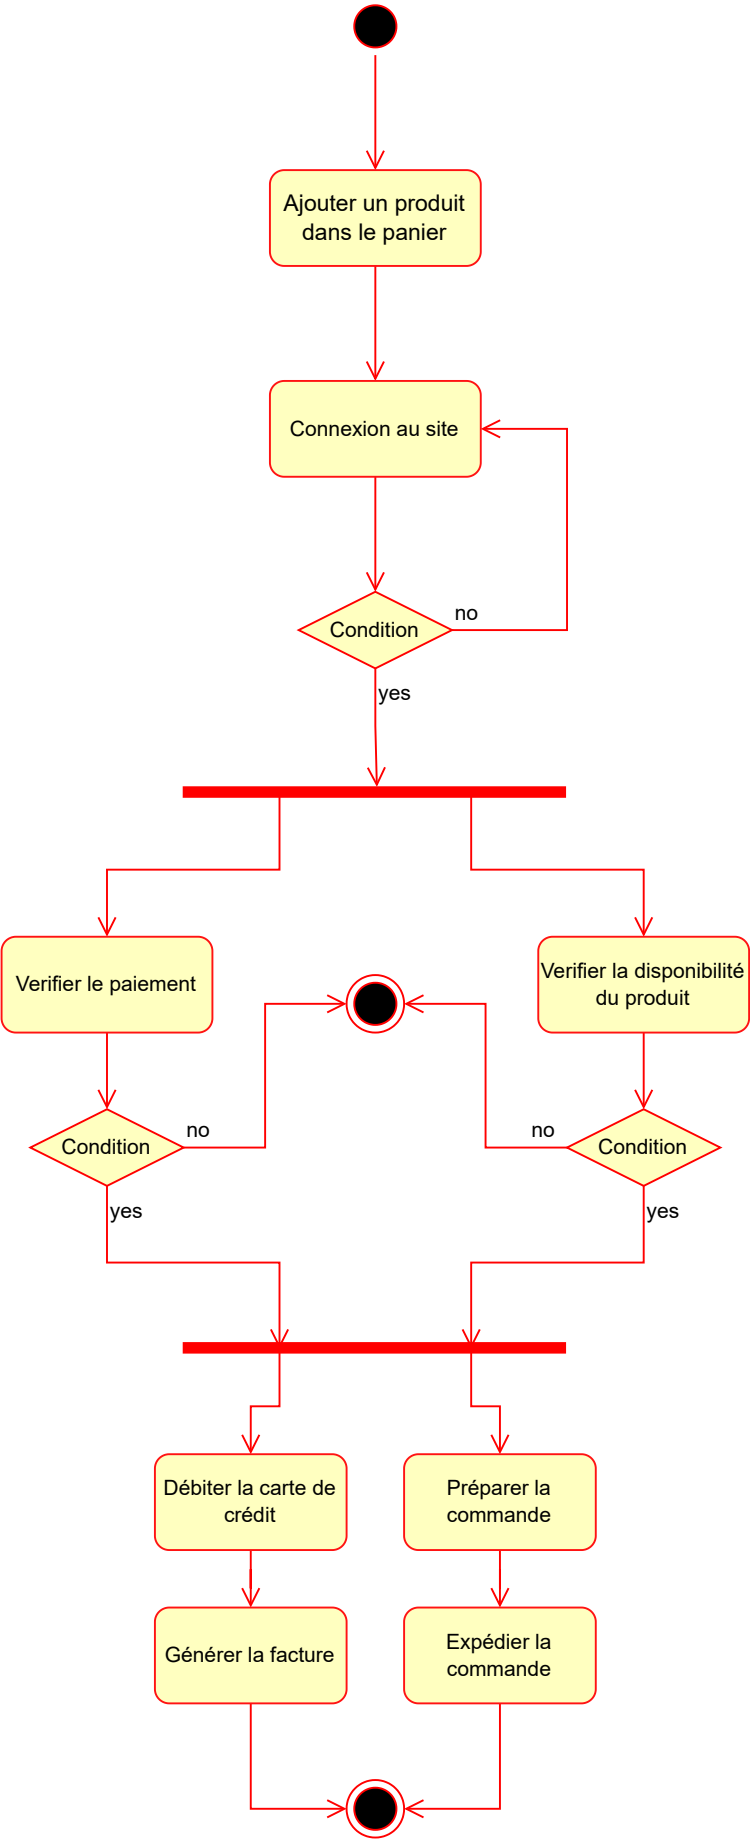 Ajouter un produit
dans le panier
Connexion au site
no
Condition
yes
Verifier le paiement
Verifier la disponibilité
du produit
no
no
Condition
Condition
yes
yes
Débiter la carte de
crédit
Préparer la
commande
Générer la facture
Expédier la
commande